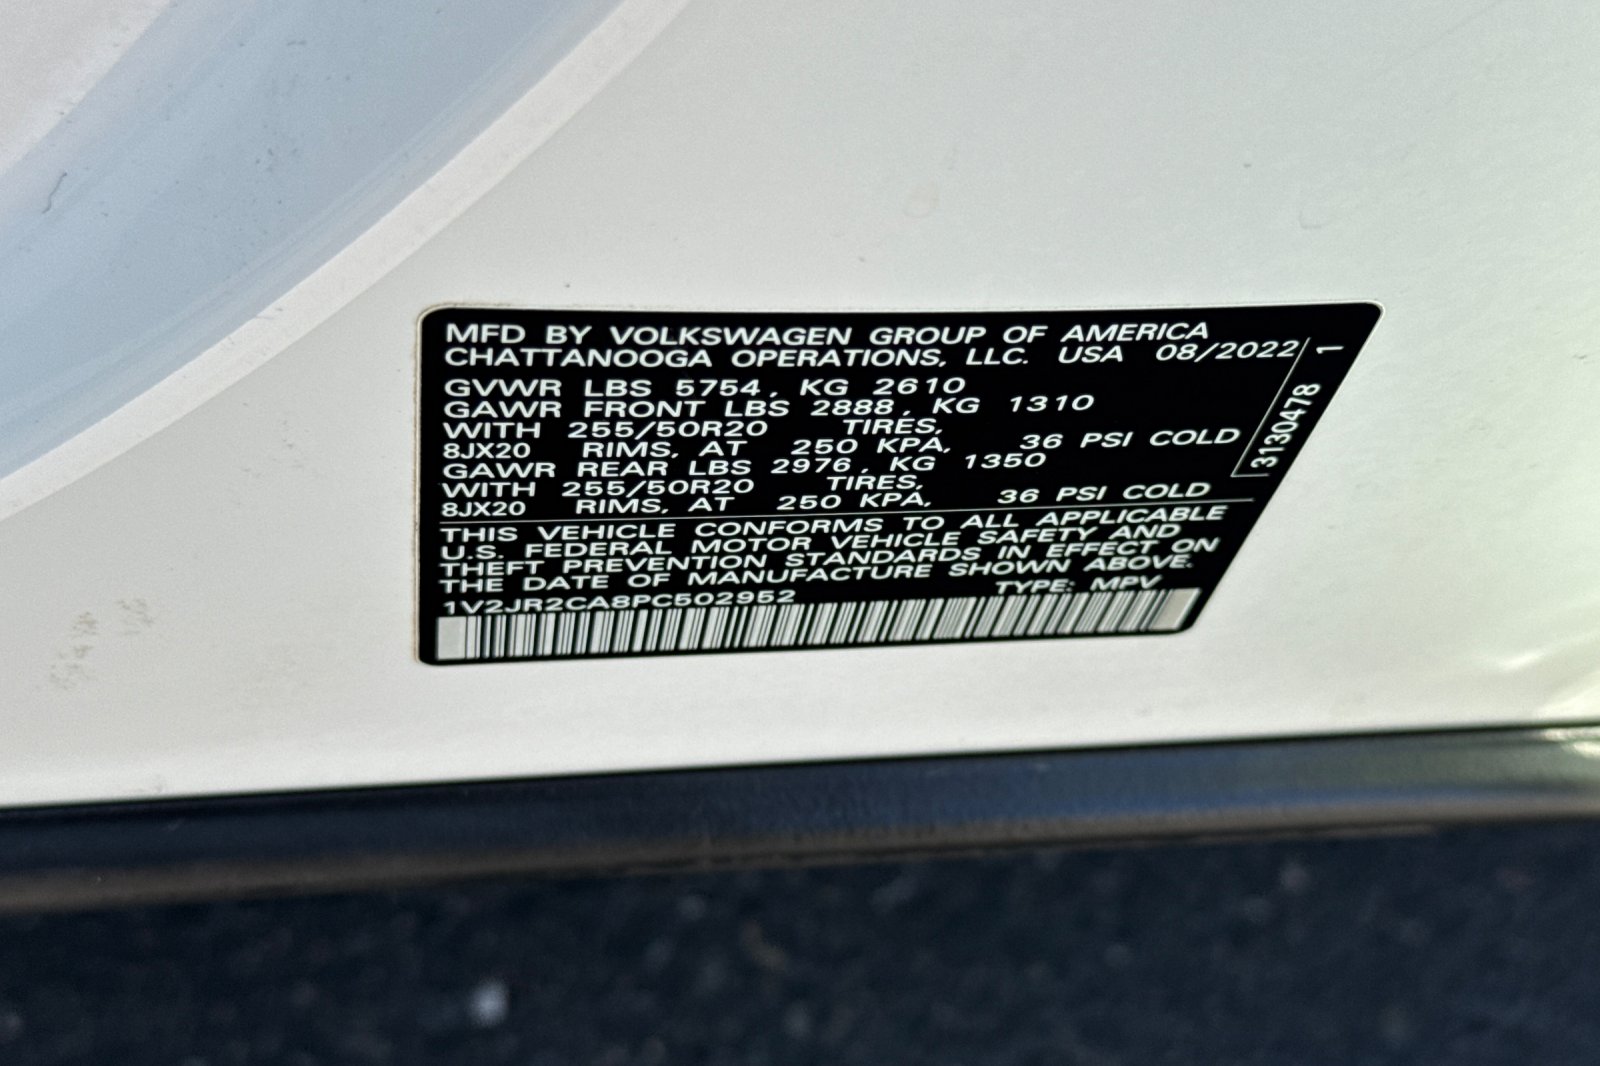 MFD BY VOLKSWAGEN GROUP OF AMERICA
CHATTANOOGA OPERATIONS, LLC. USA 08/2022
GVWR LBS 5754, KG 2610
GAWR FRONT LBS 2888, KG 1310
WITH 255/50R20 TIRES,
8JX20 RIMS, AT 250 KPA, 36 PSI COLD
GAWR REAR LBS 2976, KG 1350
WITH 255/50R20 TIRES,
8JX20 RIMS, AT 250 KPA, 36 PSI COLD
THIS VEHICLE CONFORMS TO ALL APPLICABLE
U.S. FEDERAL MOTOR VEHICLE SAFETY AND
THEFT PREVENTION STANDARDS IN EFFECT ON
THE DATE OF MANUFACTURE SHOWN ABOVE.
1V2JR2CA8PC502952 TYPE: MPV
3130478 1